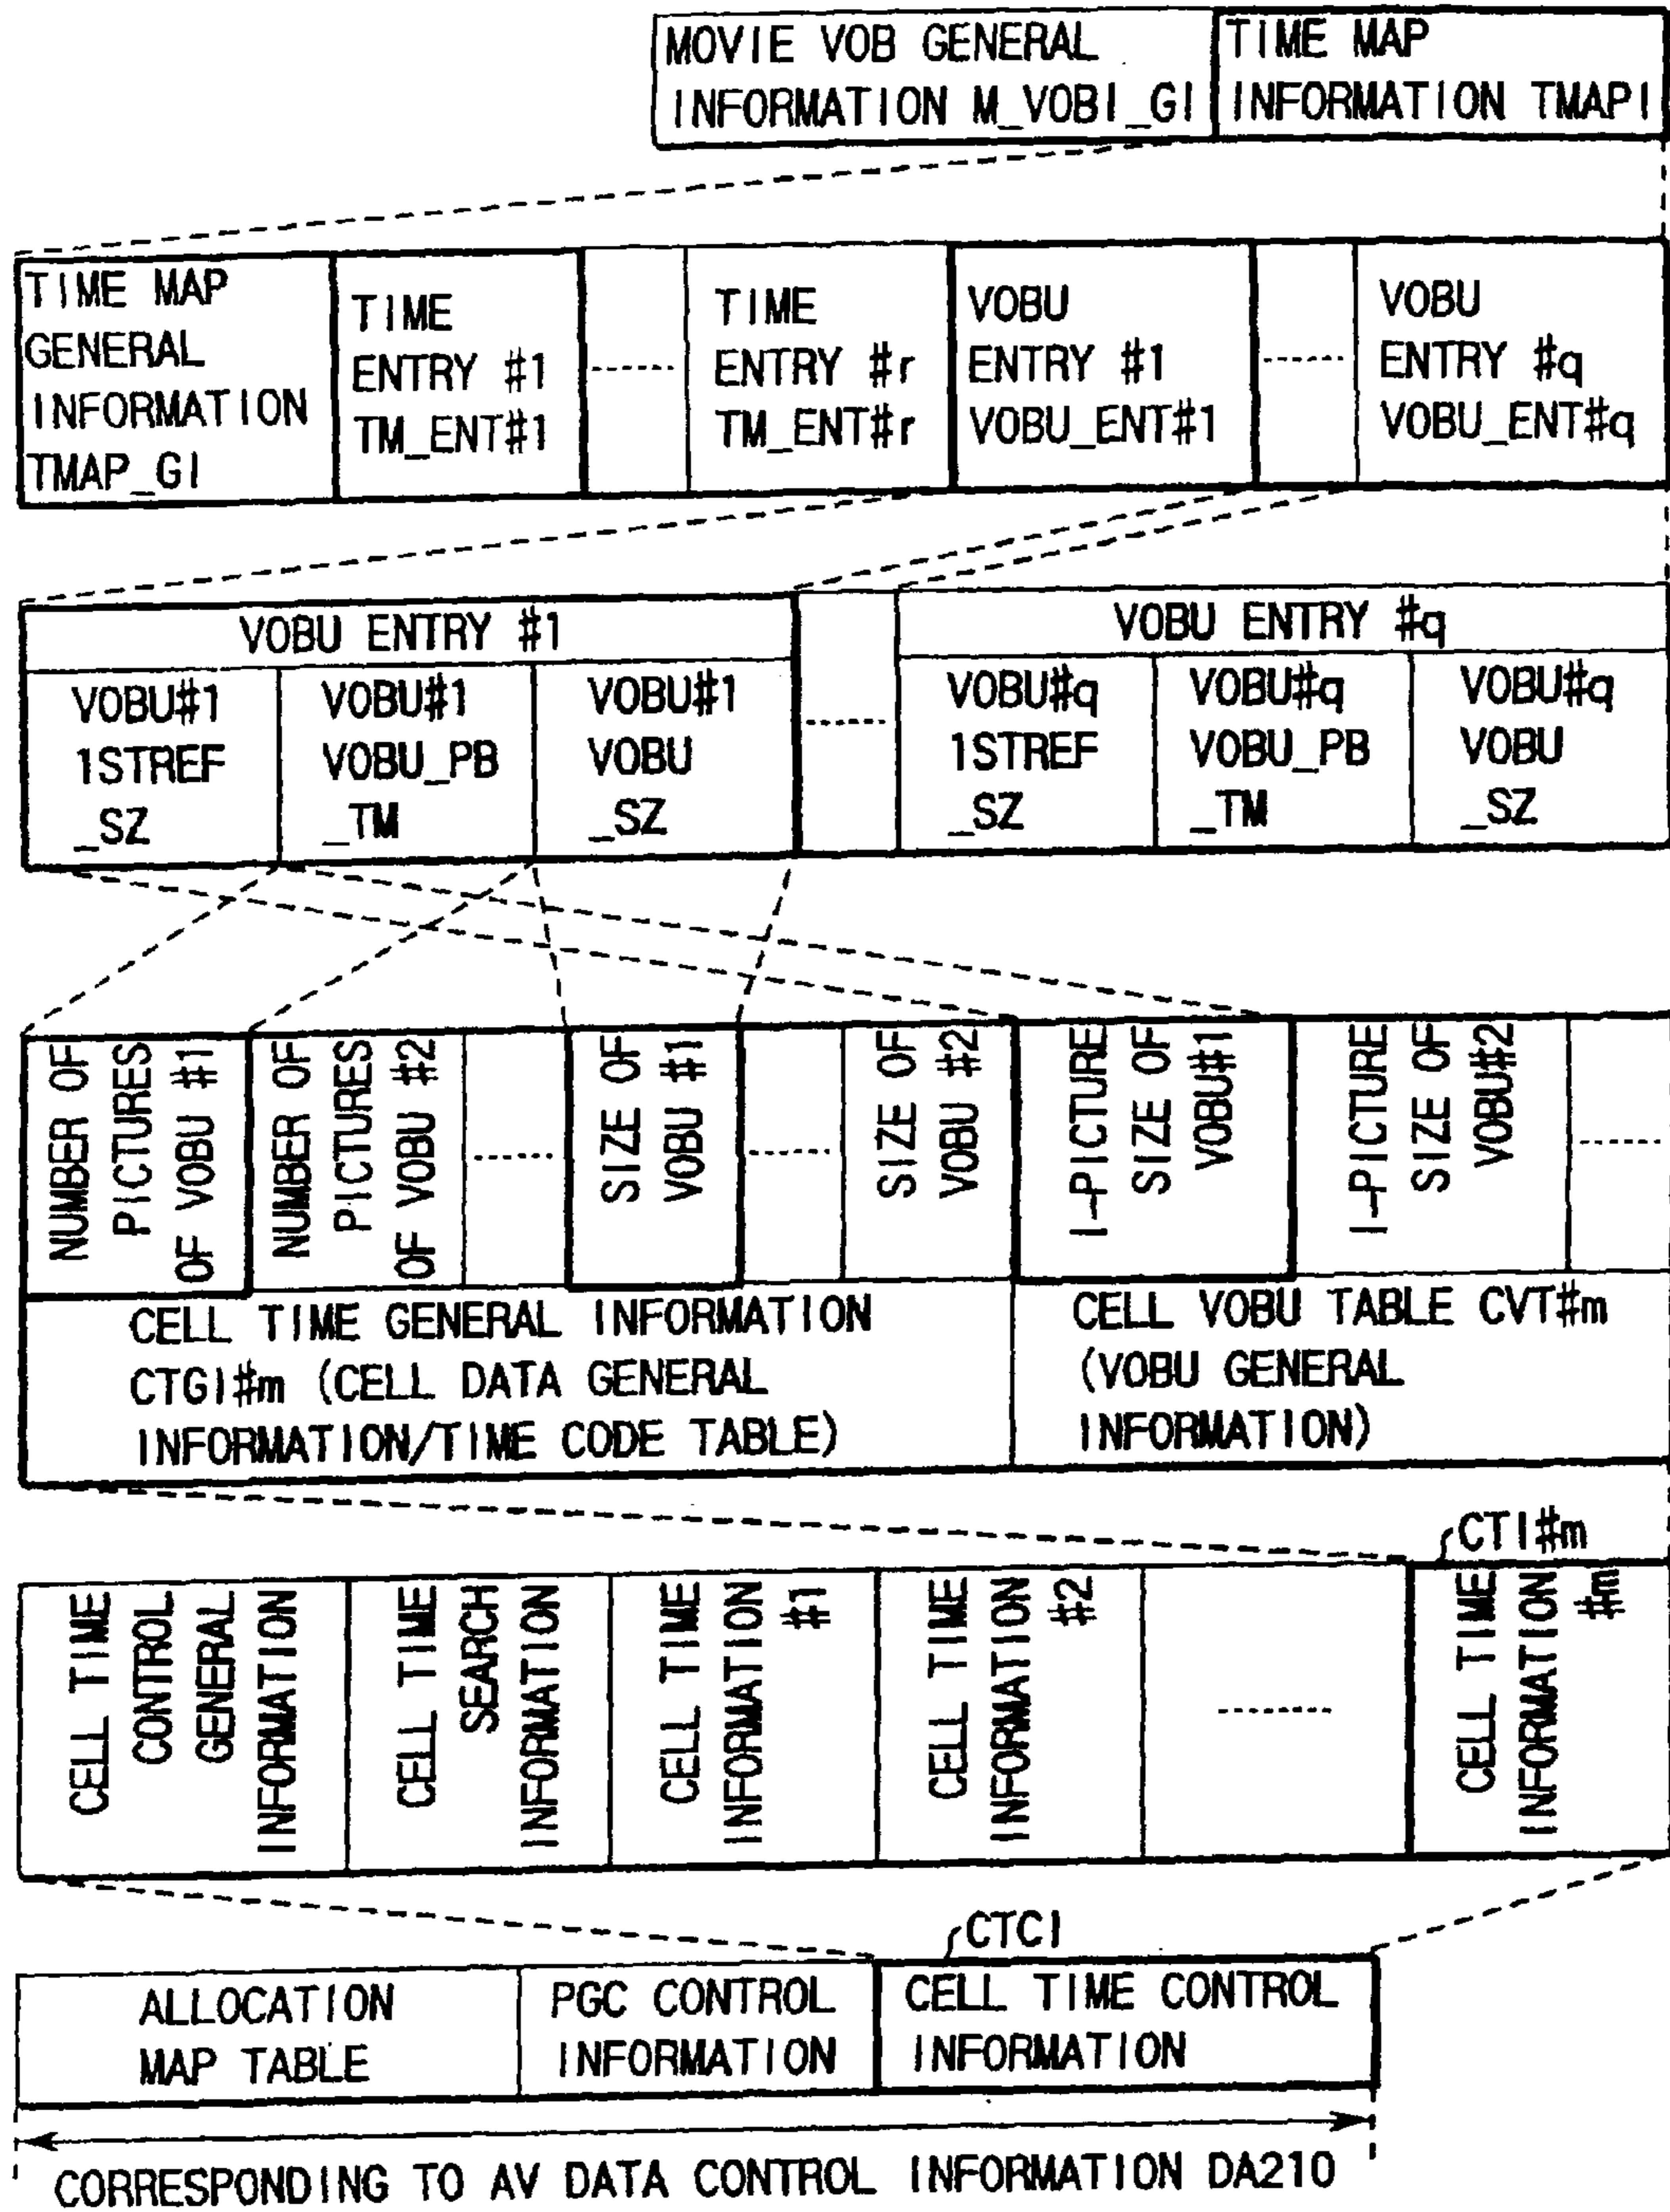 MOVIE VOB GENERAL
INFORMATION M_VOBI_GI
TIME MAP
INFORMATION TMAPI
TIME MAP
GENERAL
INFORMATION
TMAP_GI
TIME
ENTRY #1
TM_ENT#1
TIME
ENTRY #r
TM_ENT#r
VOBU
ENTRY #1
VOBU_ENT#1
VOBU
ENTRY #q
VOBU_ENT#q
VOBU ENTRY #1
VOBU#1
1STREF
_SZ
VOBU#1
VOBU_PB
_TM
VOBU#1
VOBU
_SZ
VOBU ENTRY #q
VOBU#q
1STREF
_SZ
VOBU#q
VOBU_PB
_TM
VOBU#q
VOBU
_SZ
NUMBER OF
PICTURES
OF VOBU #1
NUMBER OF
PICTURES
OF VOBU #2
SIZE OF
VOBU #1
SIZE OF
VOBU #2
I-PICTURE
SIZE OF
VOBU#1
I-PICTURE
SIZE OF
VOBU#2
CELL TIME GENERAL INFORMATION
CTGI#m (CELL DATA GENERAL
INFORMATION/TIME CODE TABLE)
CELL VOBU TABLE CVT#m
(VOBU GENERAL
INFORMATION)
CTI#m
CELL TIME
CONTROL
GENERAL
INFORMATION
CELL TIME
SEARCH
INFORMATION
CELL TIME
INFORMATION
#1
CELL TIME
INFORMATION
#2
CELL TIME
INFORMATION
#m
CTCI
ALLOCATION
MAP TABLE
PGC CONTROL
INFORMATION
CELL TIME CONTROL
INFORMATION
CORRESPONDING TO AV DATA CONTROL INFORMATION DA210